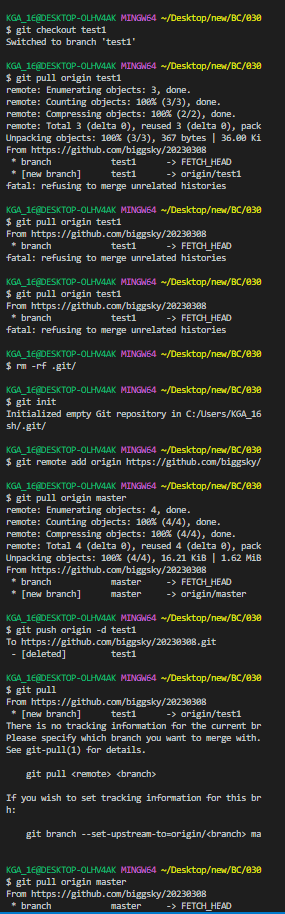 KGA_16@DESKTOP-OLHV4AK MINGW64 ~/Desktop/new/BC/030
$ git checkout test1
Switched to branch 'test1'
KGA_16@DESKTOP-OLHV4AK MINGW64 ~/Desktop/new/BC/030
$ git pull origin test1
remote: Enumerating objects: 3, done.
remote: Counting objects: 100% (3/3), done.
remote: Compressing objects: 100% (2/2), done.
remote: Total 3 (delta 0), reused 3 (delta 0), pack
Unpacking objects: 100% (3/3), 367 bytes | 36.00 Ki
From https://github.com/biggsky/20230308
 * branch            test1      -> FETCH_HEAD
 * [new branch]      test1      -> origin/test1
fatal: refusing to merge unrelated histories
KGA_16@DESKTOP-OLHV4AK MINGW64 ~/Desktop/new/BC/030
$ git pull origin test1
From https://github.com/biggsky/20230308
 * branch            test1      -> FETCH_HEAD
fatal: refusing to merge unrelated histories
KGA_16@DESKTOP-OLHV4AK MINGW64 ~/Desktop/new/BC/030
$ git pull origin test1
From https://github.com/biggsky/20230308
 * branch            test1      -> FETCH_HEAD
fatal: refusing to merge unrelated histories
KGA_16@DESKTOP-OLHV4AK MINGW64 ~/Desktop/new/BC/030
$ rm -rf .git/
KGA_16@DESKTOP-OLHV4AK MINGW64 ~/Desktop/new/BC/030
$ git init
Initialized empty Git repository in C:/Users/KGA_16
sh/.git/
KGA_16@DESKTOP-OLHV4AK MINGW64 ~/Desktop/new/BC/030
$ git remote add origin https://github.com/biggsky/
KGA_16@DESKTOP-OLHV4AK MINGW64 ~/Desktop/new/BC/030
$ git pull origin master
remote: Enumerating objects: 4, done.
remote: Counting objects: 100% (4/4), done.
remote: Compressing objects: 100% (4/4), done.
remote: Total 4 (delta 0), reused 4 (delta 0), pack
Unpacking objects: 100% (4/4), 16.21 KiB | 1.62 MiB
From https://github.com/biggsky/20230308
 * branch            master     -> FETCH_HEAD
 * [new branch]      master     -> origin/master
KGA_16@DESKTOP-OLHV4AK MINGW64 ~/Desktop/new/BC/030
$ git push origin -d test1
To https://github.com/biggsky/20230308.git
 - [deleted]         test1
KGA_16@DESKTOP-OLHV4AK MINGW64 ~/Desktop/new/BC/030
$ git pull
From https://github.com/biggsky/20230308
 * [new branch]      test1      -> origin/test1
There is no tracking information for the current br
Please specify which branch you want to merge with.
See git-pull(1) for details.
    git pull <remote> <branch>
If you wish to set tracking information for this br
h:
    git branch --set-upstream-to=origin/<branch> ma
KGA_16@DESKTOP-OLHV4AK MINGW64 ~/Desktop/new/BC/030
$ git pull origin master
From https://github.com/biggsky/20230308
 * branch            master     -> FETCH_HEAD